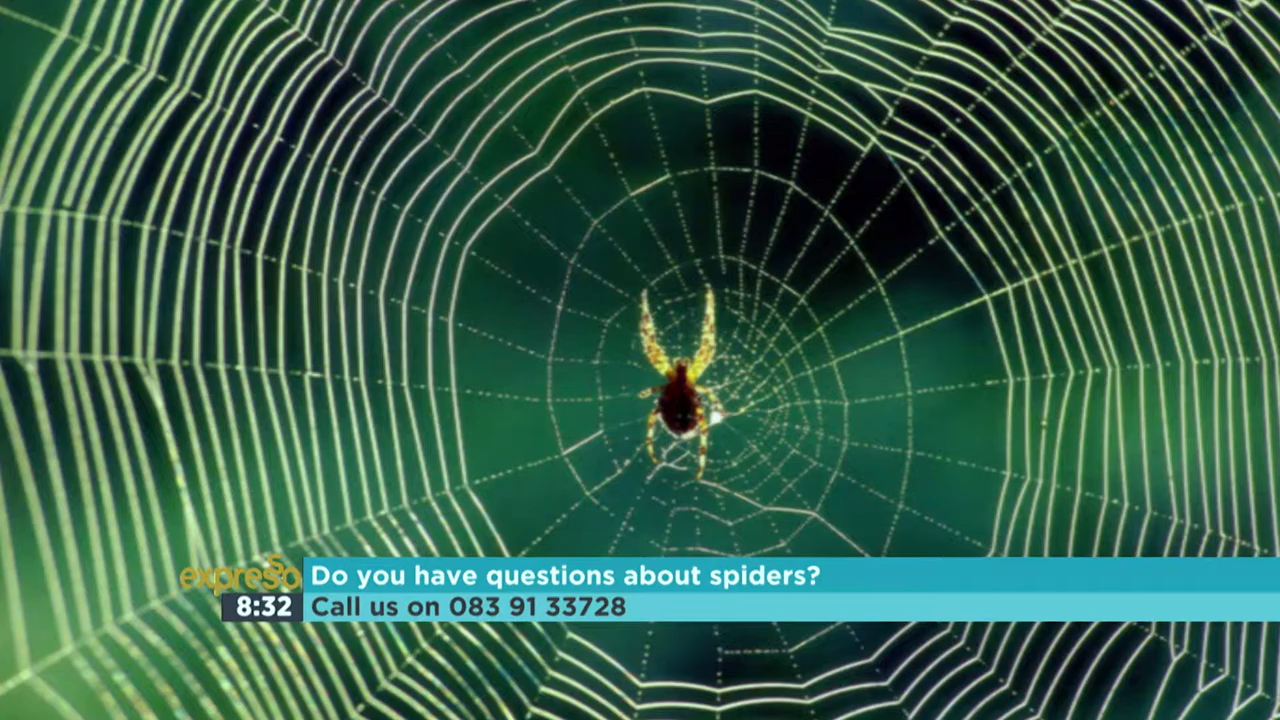 expresso
Do you have questions about spiders?
8:32
Call us on 083 91 33728